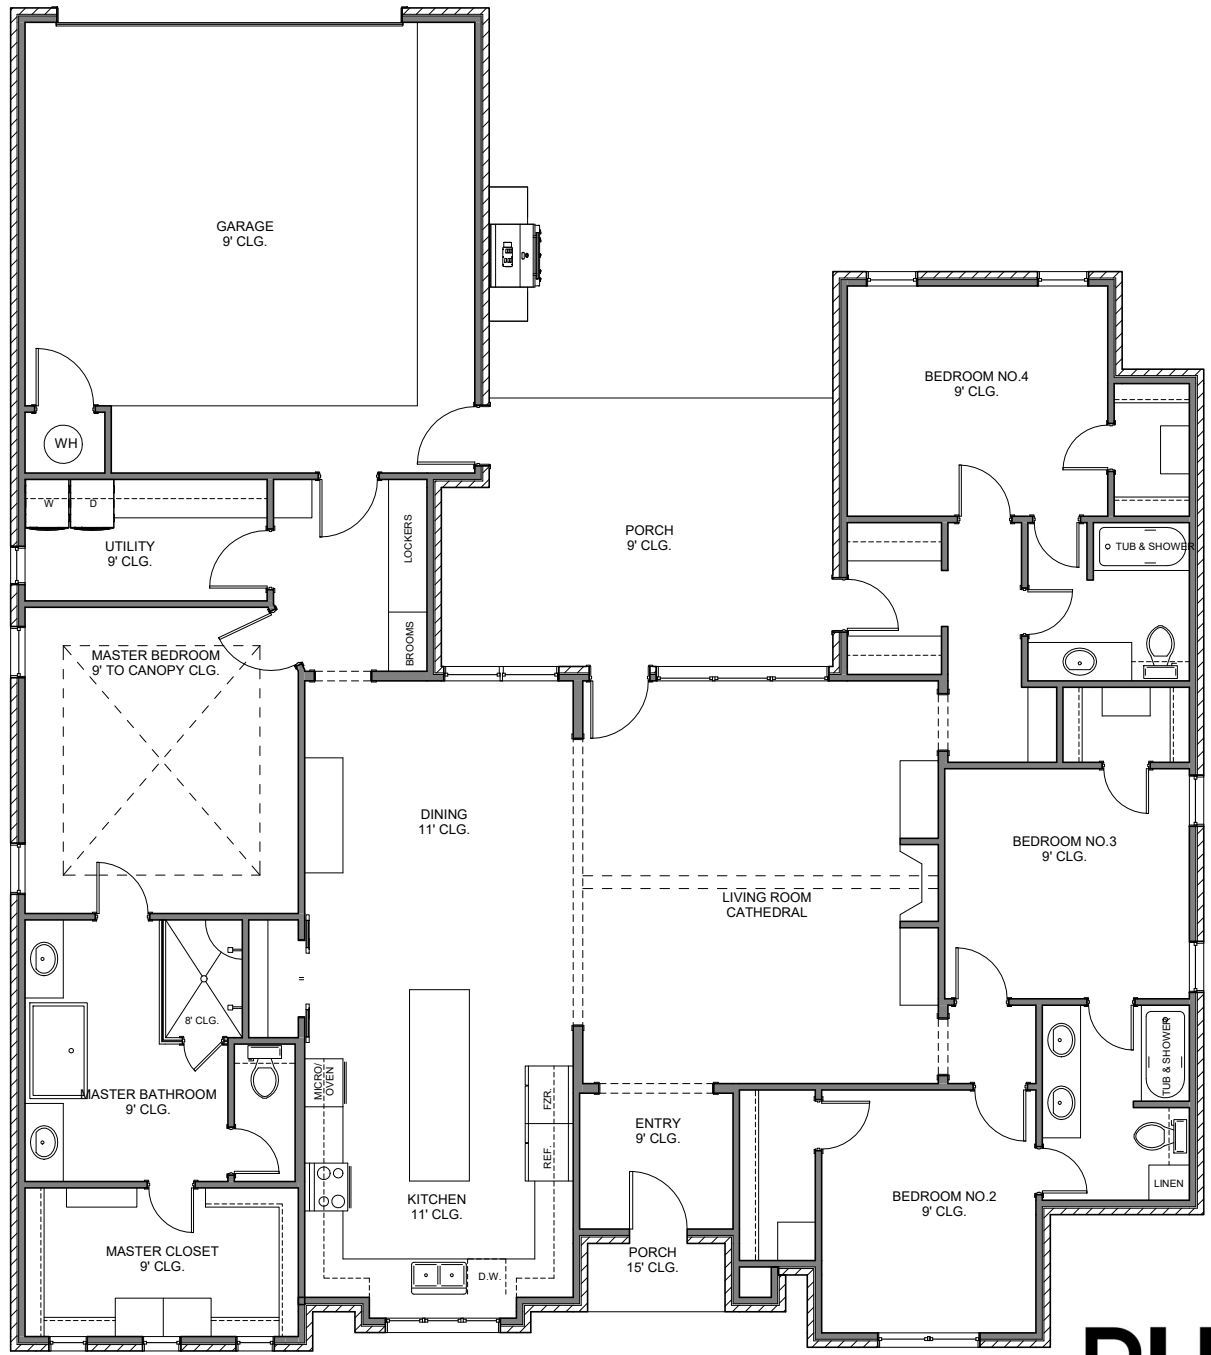 GARAGE
9' CLG.
BEDROOM NO.4
9' CLG.
WH
W
D
LOCKERS
PORCH
9' CLG.
TUB & SHOWER
UTILITY
9' CLG.
BROOMS
MASTER BEDROOM
9' TO CANOPY CLG.
DINING
11' CLG.
BEDROOM NO.3
9' CLG.
LIVING ROOM
CATHEDRAL
8' CLG.
TUB & SHOWER
MICRO/
OVEN
FZR.
MASTER BATHROOM
9' CLG.
ENTRY
9' CLG.
REF.
LINEN
KITCHEN
11' CLG.
BEDROOM NO.2
9' CLG.
MASTER CLOSET
9' CLG.
PORCH
15' CLG.
D.W.